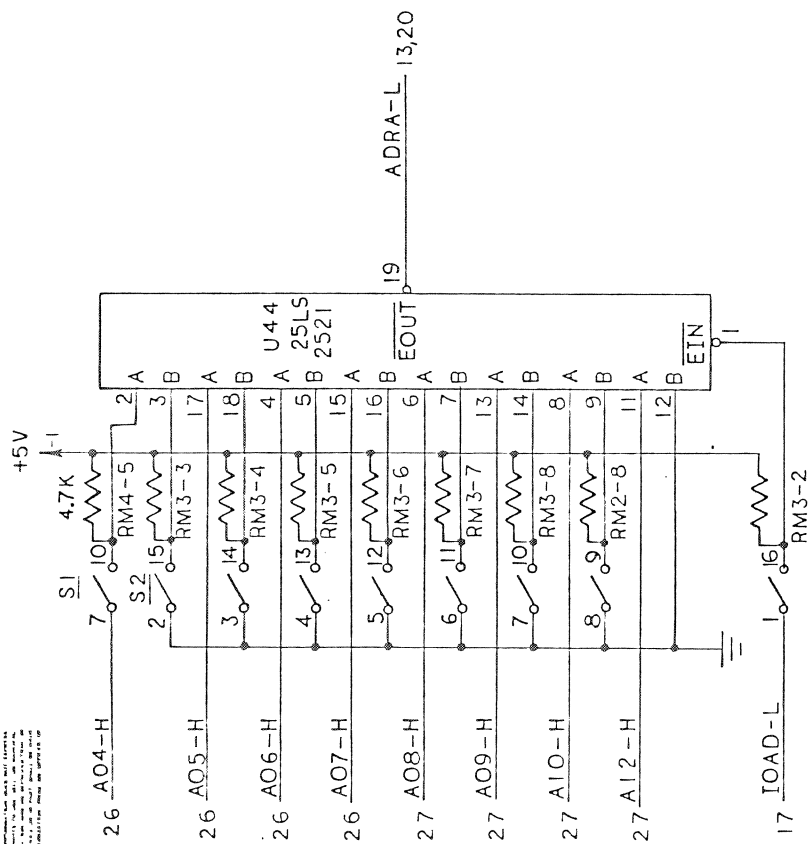 +5V
-1
4.7K
S1
7
10
RM4-5
S2
2
15
RM3-3
3
14
RM3-4
4
13
RM3-5
5
12
RM3-6
6
11
RM3-7
7
10
RM3-8
8
9
RM2-8
1
16
RM3-2
26 A04-H
26 A05-H
26 A06-H
26 A07-H
27 A08-H
27 A09-H
27 A10-H
27 A12-H
17 IOAD-L
2 A
3 B
17 A
18 B
4 A
5 B
15 A
16 B
6 A
7 B
13 A
14 B
8 A
9 B
11 A
12 B
U44
25LS
2521
EOUT
EIN
1
19
ADRA-L 13,20